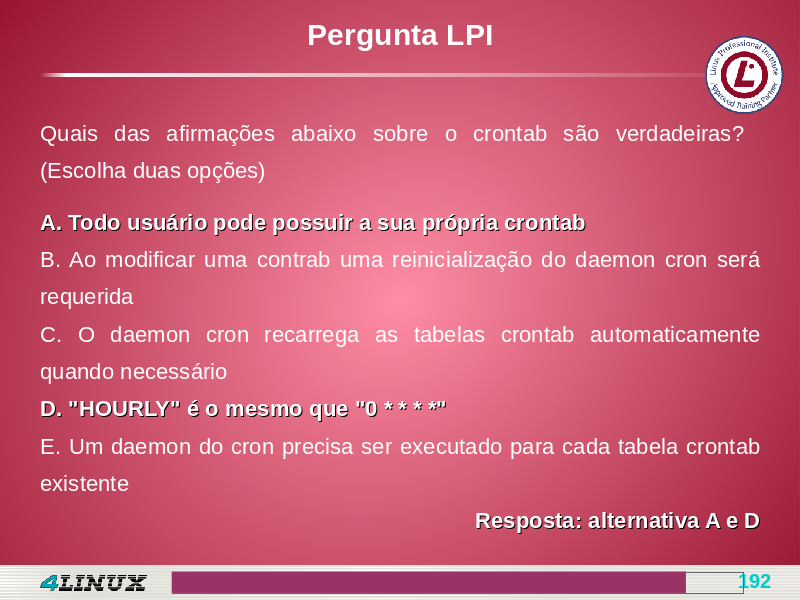 Pergunta LPI
Linux Professional Institute
Approved Training Partner
L
Quais das afirmações abaixo sobre o crontab são verdadeiras?
(Escolha duas opções)
A. Todo usuário pode possuir a sua própria crontab
B. Ao modificar uma contrab uma reinicialização do daemon cron será
requerida
C. O daemon cron recarrega as tabelas crontab automaticamente
quando necessário
D. "HOURLY" é o mesmo que "0 * * * *"
E. Um daemon do cron precisa ser executado para cada tabela crontab
existente
Resposta: alternativa A e D
4LINUX
192